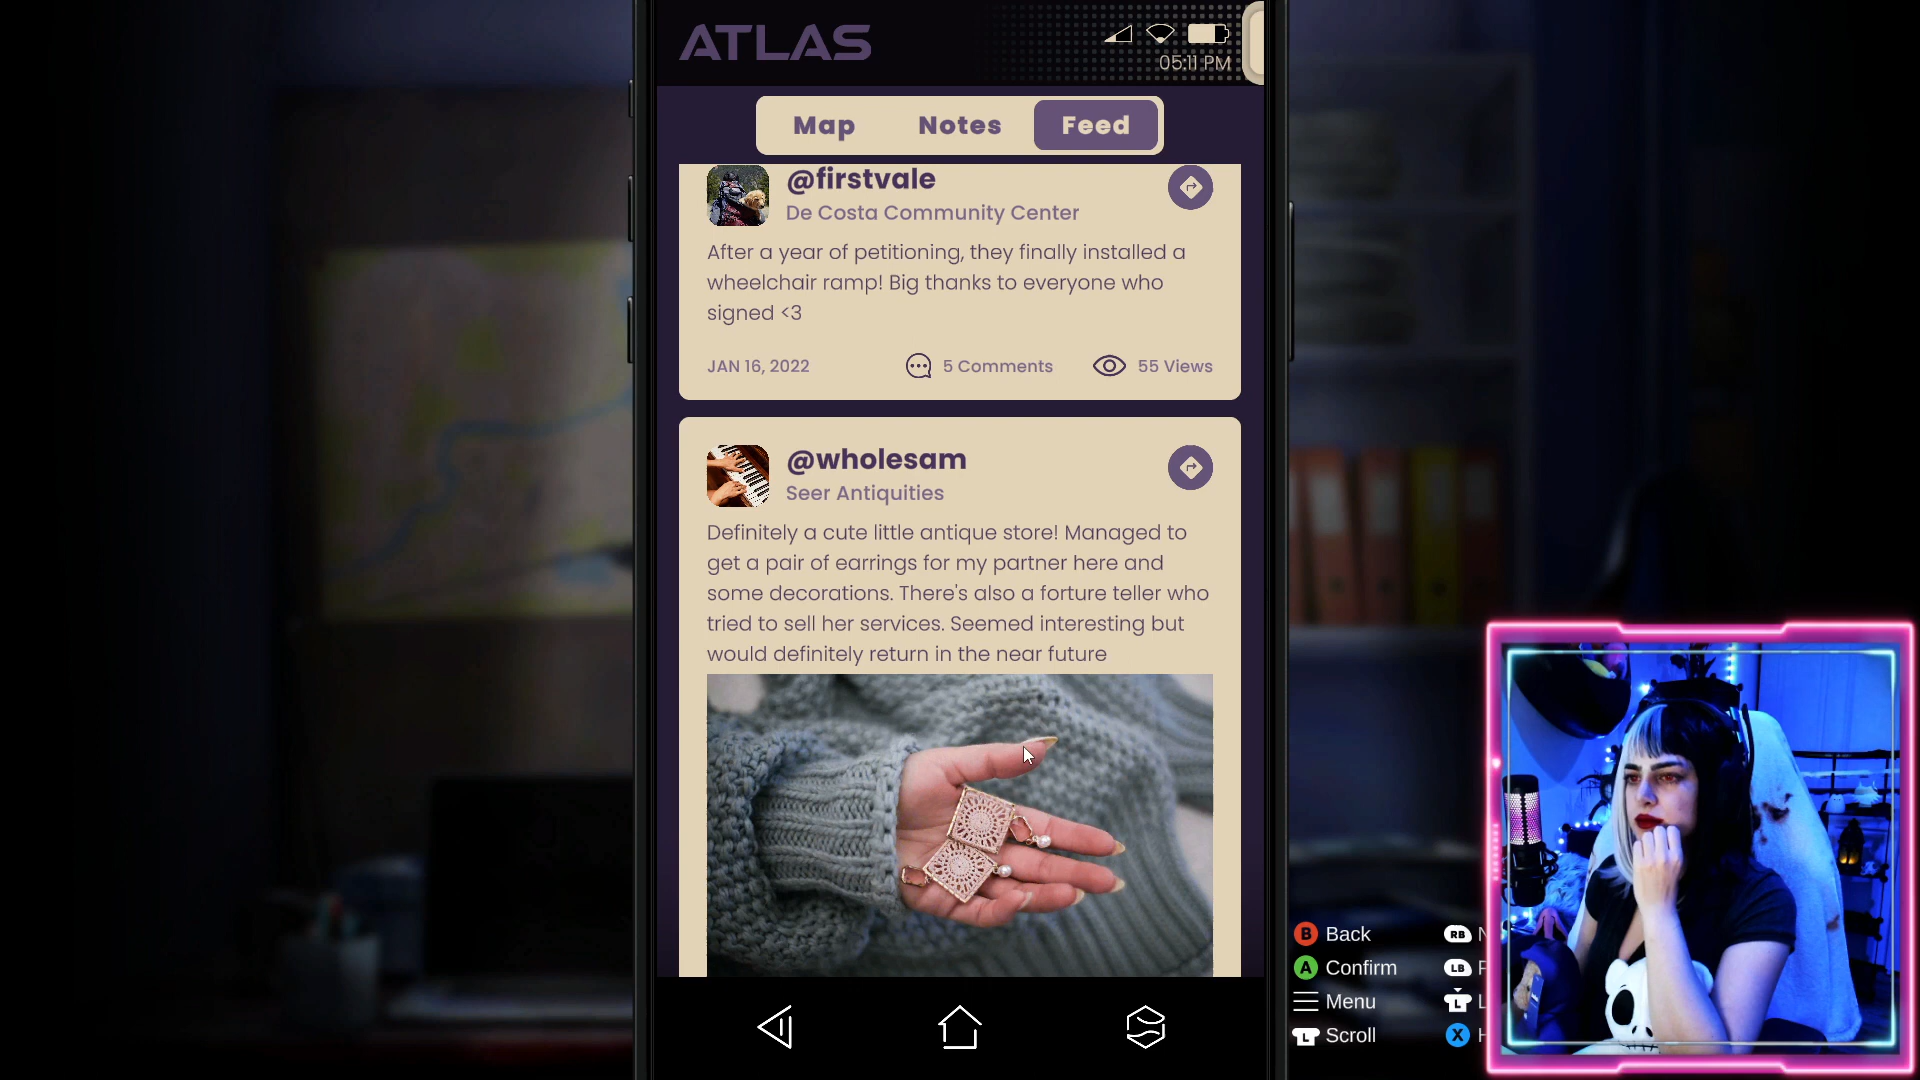 ATLAS
05:11 PM
Map
Notes
Feed
@firstvale
De Costa Community Center
After a year of petitioning, they finally installed a
wheelchair ramp! Big thanks to everyone who
signed <3
JAN 16, 2022
5 Comments
55 Views
@wholesam
Seer Antiquities
Definitely a cute little antique store! Managed to
get a pair of earrings for my partner here and
some decorations. There's also a forture teller who
tried to sell her services. Seemed interesting but
would definitely return in the near future
B Back
RB
A Confirm
LB
Menu
L
L Scroll
X